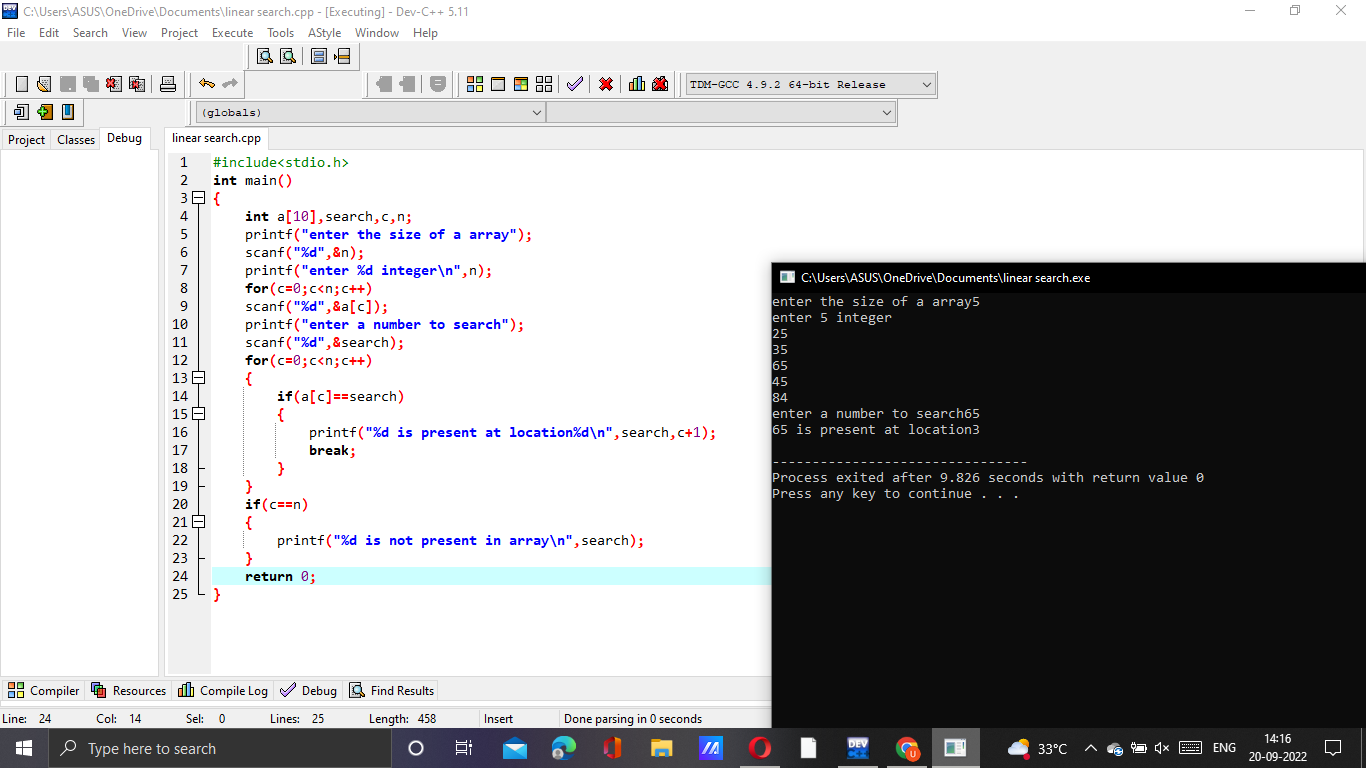 C:\Users\ASUS\OneDrive\Documents\linear search.cpp - [Executing] - Dev-C++ 5.11
File Edit Search View Project Execute Tools AStyle Window Help
TDM-GCC 4.9.2 64-bit Release
(globals)
Project Classes Debug
linear search.cpp
1 #include<stdio.h>
2 int main()
3 {
4 int a[10],search,c,n;
5 printf("enter the size of a array");
6 scanf("%d",&n);
7 printf("enter %d integer\n",n);
8 for(c=0;c<n;c++)
9 scanf("%d",&a[c]);
10 printf("enter a number to search");
11 scanf("%d",&search);
12 for(c=0;c<n;c++)
13 {
14 if(a[c]==search)
15 {
16 printf("%d is present at location%d\n",search,c+1);
17 break;
18 }
19 }
20 if(c==n)
21 {
22 printf("%d is not present in array\n",search);
23 }
24 return 0;
25 }
C:\Users\ASUS\OneDrive\Documents\linear search.exe
enter the size of a array5
enter 5 integer
25
35
65
45
84
enter a number to search65
65 is present at location3
--------------------------------
Process exited after 9.826 seconds with return value 0
Press any key to continue . . .
Compiler Resources Compile Log Debug Find Results
Line: 24 Col: 14 Sel: 0 Lines: 25 Length: 458 Insert Done parsing in 0 seconds
Type here to search
DEV
U
33°C
ENG
14:16
20-09-2022